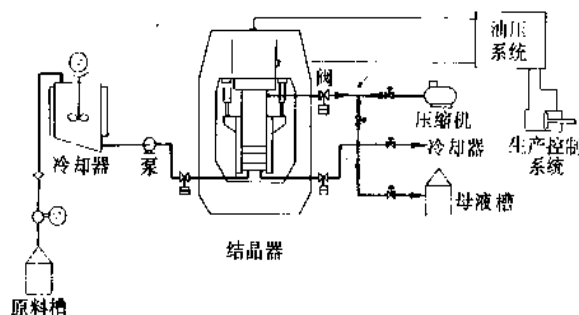 油压
系统
阀
压缩机
冷却器
泵
冷却器
生产控制
系统
母液槽
结晶器
原料槽